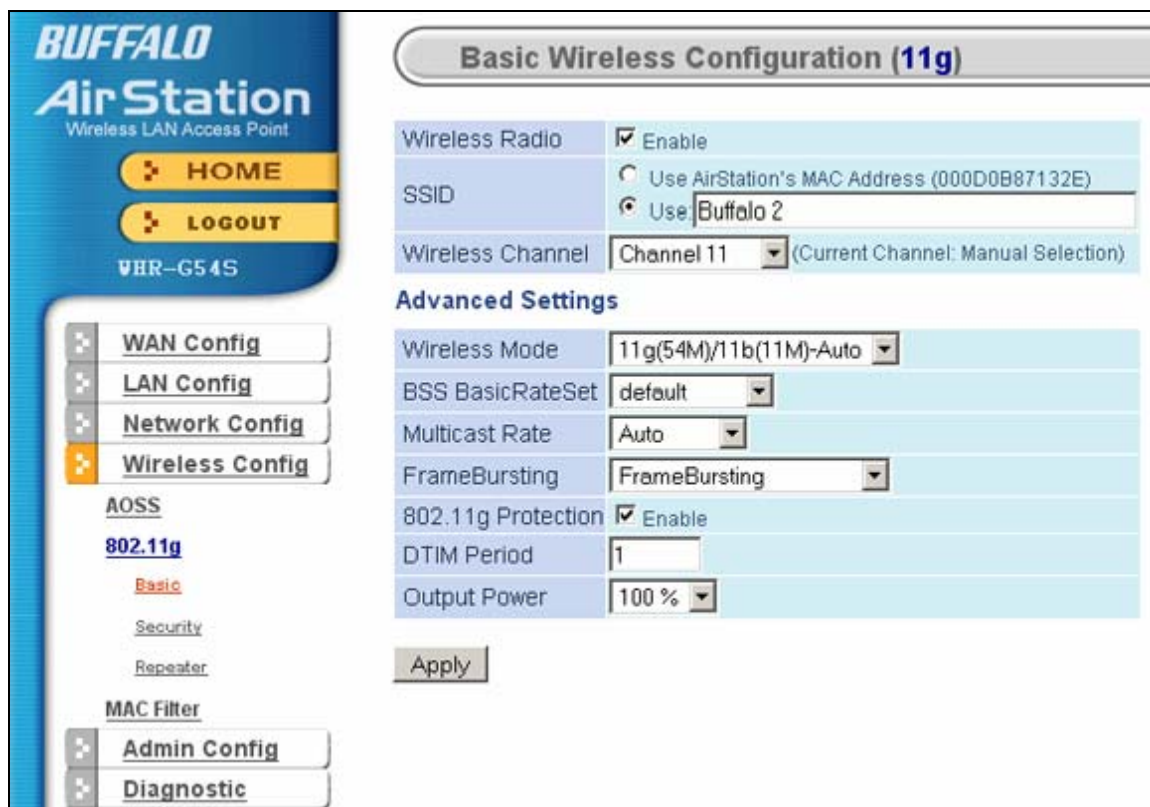 BUFFALO
AirStation
Wireless LAN Access Point
HOME
LOGOUT
WHR-G54S
WAN Config
LAN Config
Network Config
Wireless Config
AOSS
802.11g
Basic
Security
Repeater
MAC Filter
Admin Config
Diagnostic
Basic Wireless Configuration (11g)
Wireless Radio Enable
SSID Use AirStation's MAC Address (000D0B87132E)
Use: Buffalo 2
Wireless Channel Channel 11 (Current Channel: Manual Selection)
Advanced Settings
Wireless Mode 11g(54M)/11b(11M)-Auto
BSS BasicRateSet default
Multicast Rate Auto
FrameBursting FrameBursting
802.11g Protection Enable
DTIM Period 1
Output Power 100 %
Apply